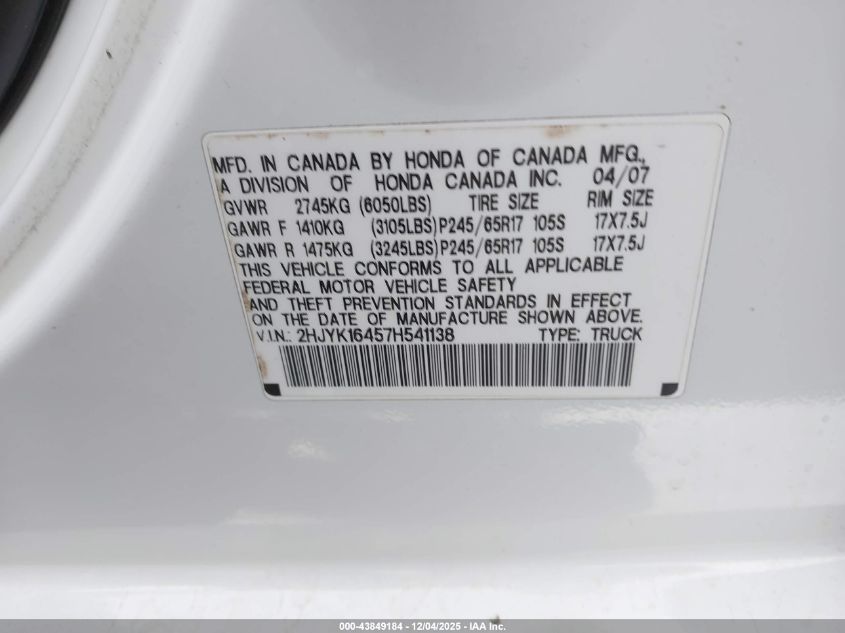 MFD. IN CANADA BY HONDA OF CANADA MFG.,
A DIVISION OF HONDA CANADA INC. 04/07
GVWR 2745KG (6050LBS) TIRE SIZE RIM SIZE
GAWR F 1410KG (3105LBS) P245/65R17 105S 17X7.5J
GAWR R 1475KG (3245LBS) P245/65R17 105S 17X7.5J
THIS VEHICLE CONFORMS TO ALL APPLICABLE
FEDERAL MOTOR VEHICLE SAFETY
AND THEFT PREVENTION STANDARDS IN EFFECT
ON THE DATE OF MANUFACTURE SHOWN ABOVE.
V.I.N.: 2HJYK16457H541138 TYPE: TRUCK
000-43849184 - 12/04/2025 - IAA Inc.